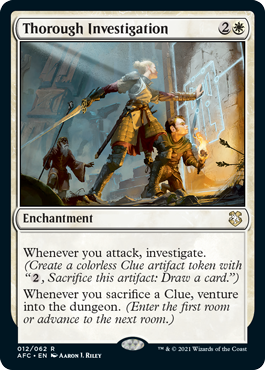 Thorough Investigation 2
Enchantment
Whenever you attack, investigate.
(Create a colorless Clue artifact token with
“2, Sacrifice this artifact: Draw a card.”)
Whenever you sacrifice a Clue, venture
into the dungeon. (Enter the first room
or advance to the next room.)
012/062 R
AFC • EN AARON J. RILEY
™ & © 2021 Wizards of the Coast